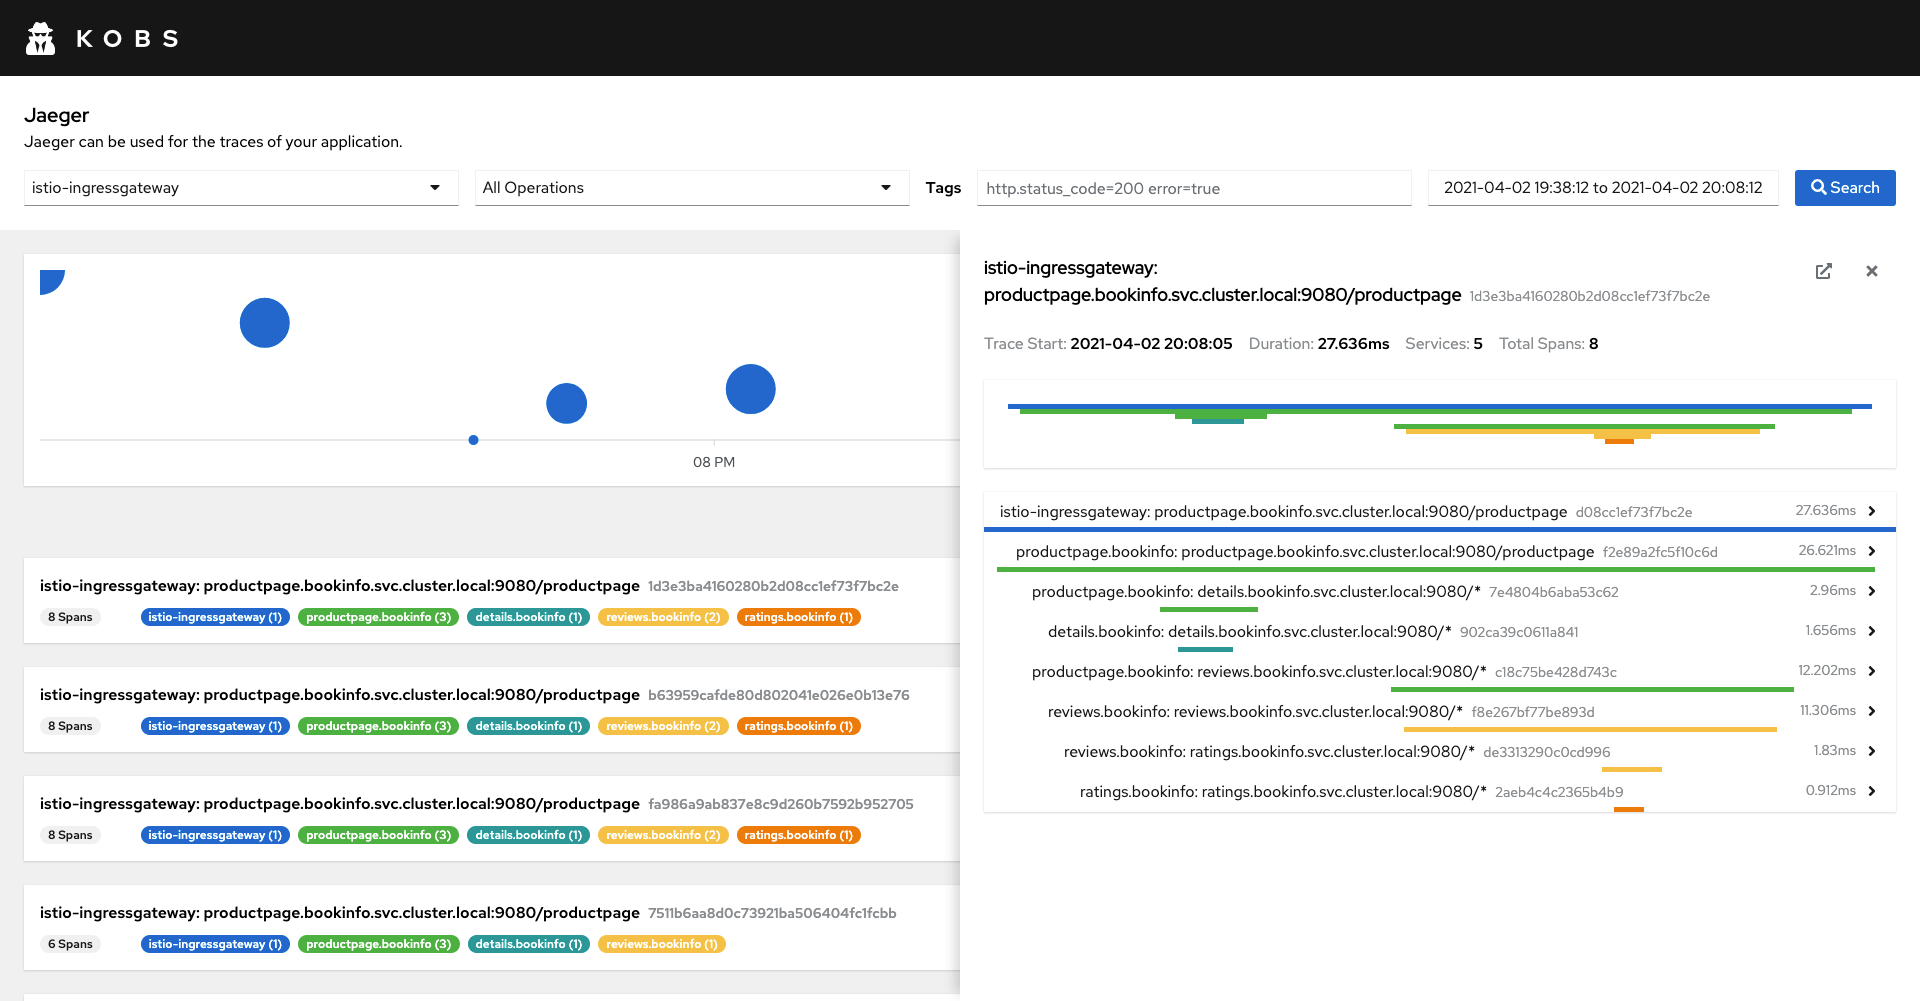 KOBS
Jaeger
Jaeger can be used for the traces of your application.
istio-ingressgateway
All Operations
Tags
http.status_code=200 error=true
2021-04-02 19:38:12 to 2021-04-02 20:08:12
Search
08 PM
istio-ingressgateway: productpage.bookinfo.svc.cluster.local:9080/productpage 1d3e3ba4160280b2d08cc1ef73f7bc2e
8 Spans istio-ingressgateway (1) productpage.bookinfo (3) details.bookinfo (1) reviews.bookinfo (2) ratings.bookinfo (1)
istio-ingressgateway: productpage.bookinfo.svc.cluster.local:9080/productpage b63959cafde80d802041e026e0b13e76
8 Spans istio-ingressgateway (1) productpage.bookinfo (3) details.bookinfo (1) reviews.bookinfo (2) ratings.bookinfo (1)
istio-ingressgateway: productpage.bookinfo.svc.cluster.local:9080/productpage fa986a9ab837e8c9d260b7592b952705
8 Spans istio-ingressgateway (1) productpage.bookinfo (3) details.bookinfo (1) reviews.bookinfo (2) ratings.bookinfo (1)
istio-ingressgateway: productpage.bookinfo.svc.cluster.local:9080/productpage 7511b6aa8d0c73921ba506404fc1fcbb
6 Spans istio-ingressgateway (1) productpage.bookinfo (3) details.bookinfo (1) reviews.bookinfo (1)
istio-ingressgateway:
productpage.bookinfo.svc.cluster.local:9080/productpage 1d3e3ba4160280b2d08cc1ef73f7bc2e
Trace Start: 2021-04-02 20:08:05 Duration: 27.636ms Services: 5 Total Spans: 8
istio-ingressgateway: productpage.bookinfo.svc.cluster.local:9080/productpage d08cc1ef73f7bc2e 27.636ms
productpage.bookinfo: productpage.bookinfo.svc.cluster.local:9080/productpage f2e89a2fc5f10c6d 26.621ms
productpage.bookinfo: details.bookinfo.svc.cluster.local:9080/* 7e4804b6aba53c62 2.96ms
details.bookinfo: details.bookinfo.svc.cluster.local:9080/* 902ca39c0611a841 1.656ms
productpage.bookinfo: reviews.bookinfo.svc.cluster.local:9080/* c18c75be428d743c 12.202ms
reviews.bookinfo: reviews.bookinfo.svc.cluster.local:9080/* f8e267bf77be893d 11.306ms
reviews.bookinfo: ratings.bookinfo.svc.cluster.local:9080/* de3313290c0cd996 1.83ms
ratings.bookinfo: ratings.bookinfo.svc.cluster.local:9080/* 2aeb4c4c2365b4b9 0.912ms